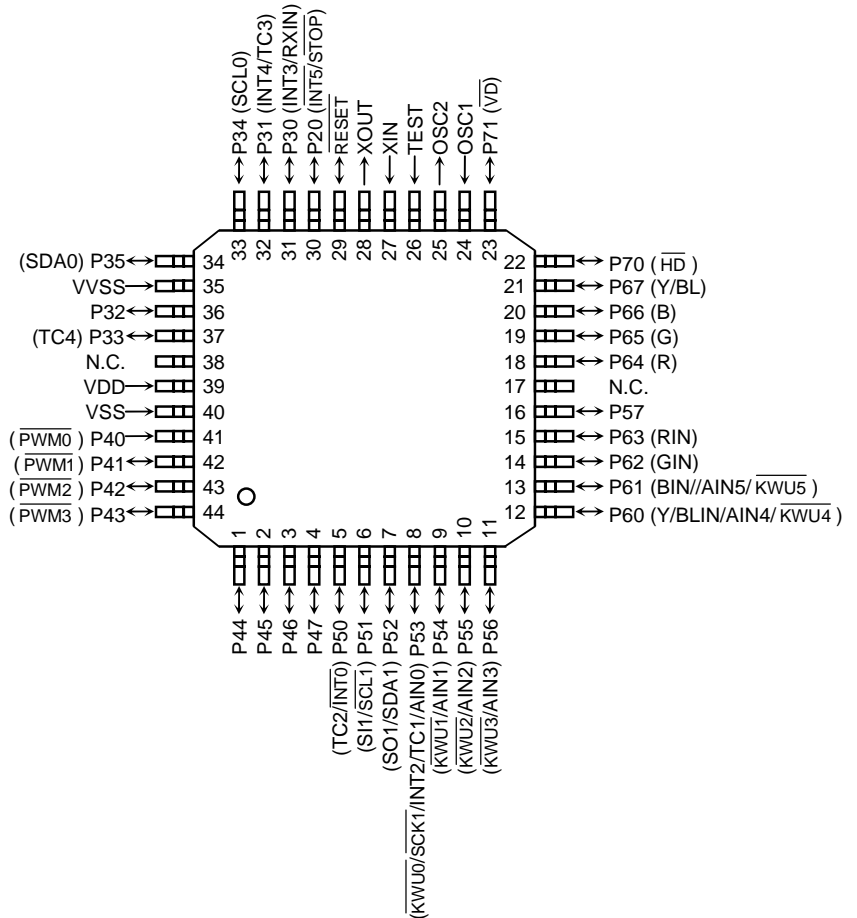 P34 (SCL0)
P31 (INT4/TC3)
P30 (INT3/RXIN)
P20 (INT5/STOP)
RESET
XOUT
XIN
TEST
OSC2
OSC1
P71 (VD)
33
32
31
30
29
28
27
26
25
24
23
(SDA0) P35 34
VVSS 35
P32 36
(TC4) P33 37
N.C. 38
VDD 39
VSS 40
(PWM0) P40 41
(PWM1) P41 42
(PWM2) P42 43
(PWM3) P43 44
22 P70 (HD)
21 P67 (Y/BL)
20 P66 (B)
19 P65 (G)
18 P64 (R)
17 N.C.
16 P57
15 P63 (RIN)
14 P62 (GIN)
13 P61 (BIN//AIN5/KWU5)
12 P60 (Y/BLIN/AIN4/KWU4)
1
2
3
4
5
6
7
8
9
10
11
P44
P45
P46
P47
(TC2/INT0) P50
(SI1/SCL1) P51
(SO1/SDA1) P52
(KWU0/SCK1/INT2/TC1/AIN0) P53
(KWU1/AIN1) P54
(KWU2/AIN2) P55
(KWU3/AIN3) P56